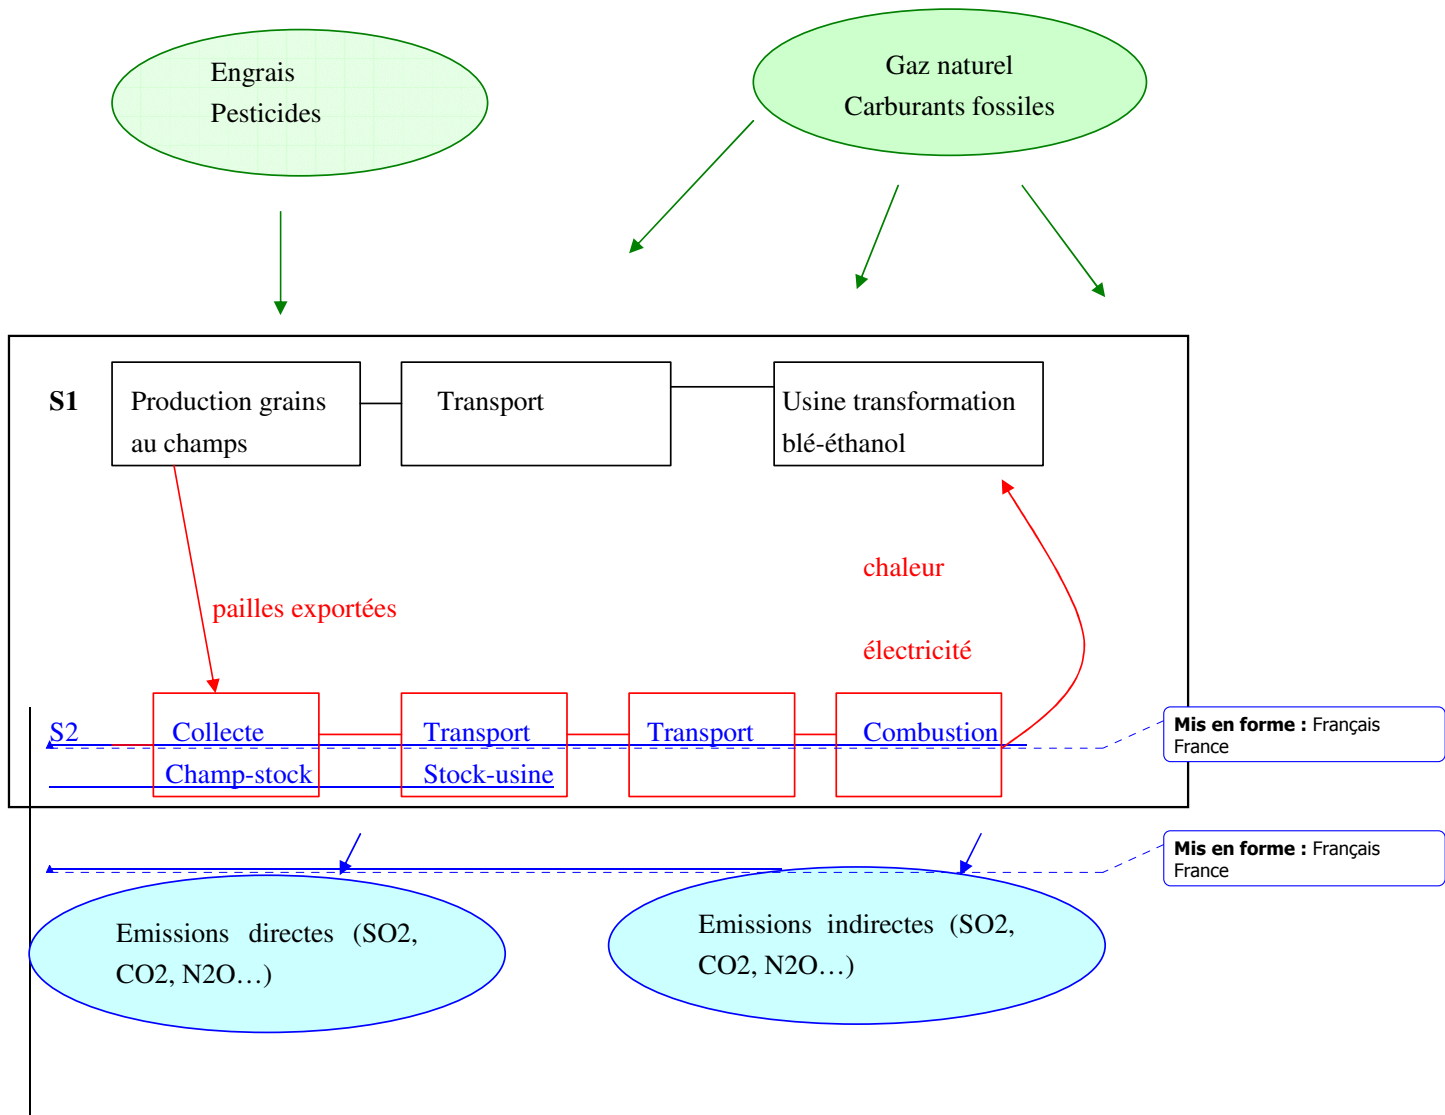 Engrais
Pesticides
Gaz naturel
Carburants fossiles
S1
Production grains
au champs
Transport
Usine transformation
blé-éthanol
chaleur
pailles exportées
électricité
S2
Collecte
Champ-stock
Transport
Stock-usine
Transport
Combustion
Mis en forme : Français
France
Mis en forme : Français
France
Emissions directes (SO2,
CO2, N2O…)
Emissions indirectes (SO2,
CO2, N2O…)